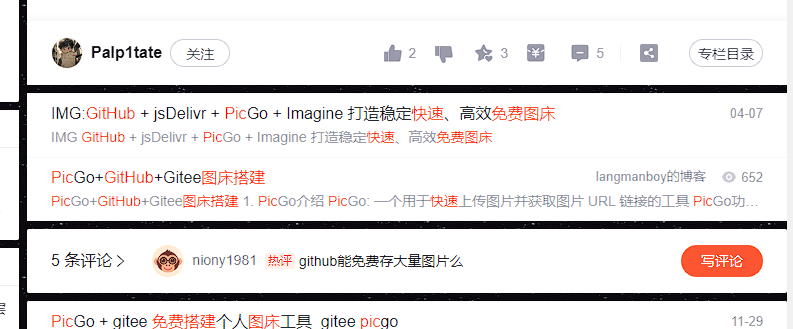 Palp1tate 关注 2 3 5 专栏目录
IMG:GitHub + jsDelivr + PicGo + Imagine 打造稳定快速、高效免费图床 04-07
IMG GitHub + jsDelivr + PicGo + Imagine 打造稳定快速、高效免费图床
PicGo+GitHub+Gitee图床搭建 langmanboy的博客 652
PicGo+GitHub+Gitee图床搭建 1. PicGo介绍 PicGo: 一个用于快速上传图片并获取图片 URL 链接的工具 PicGo功…
5 条评论 niony1981 热评 github能免费存大量图片么 写评论
PicGo + gitee 免费搭建个人图床工具_gitee picgo 11-29